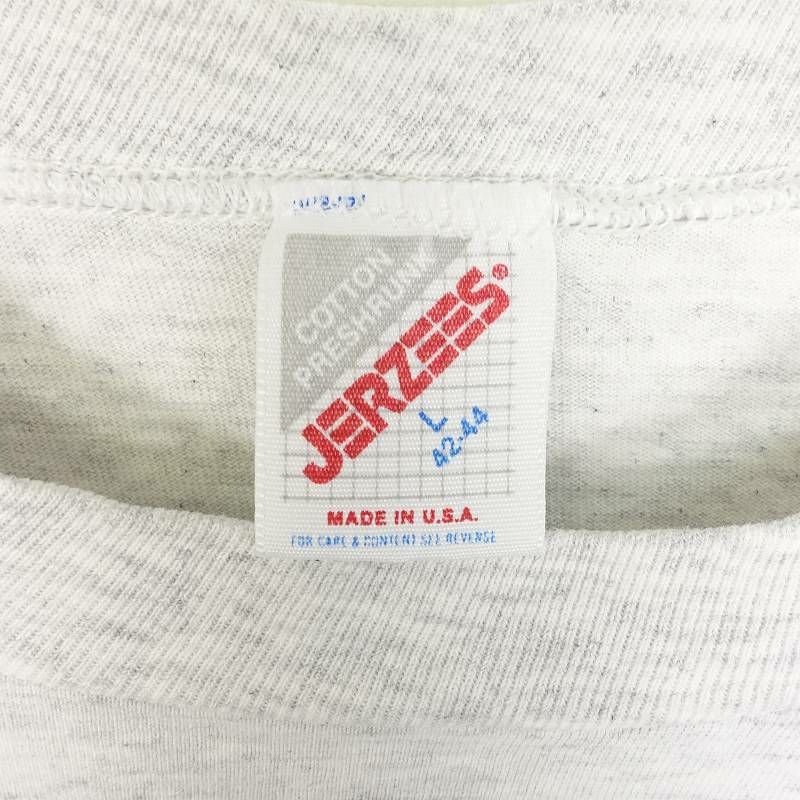 COTTON
PRESHRUNK
JERZEES®
L
42-44
MADE IN U.S.A.
FOR CARE & CONTENT SEE REVERSE